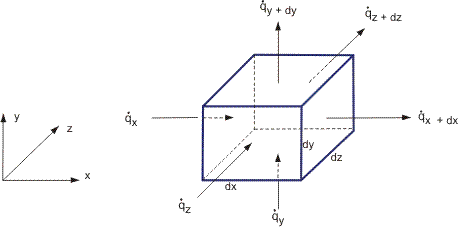 q̇y + dy
q̇z + dz
y
z
x
q̇x
q̇x + dx
dy
dz
dx
q̇z
q̇y